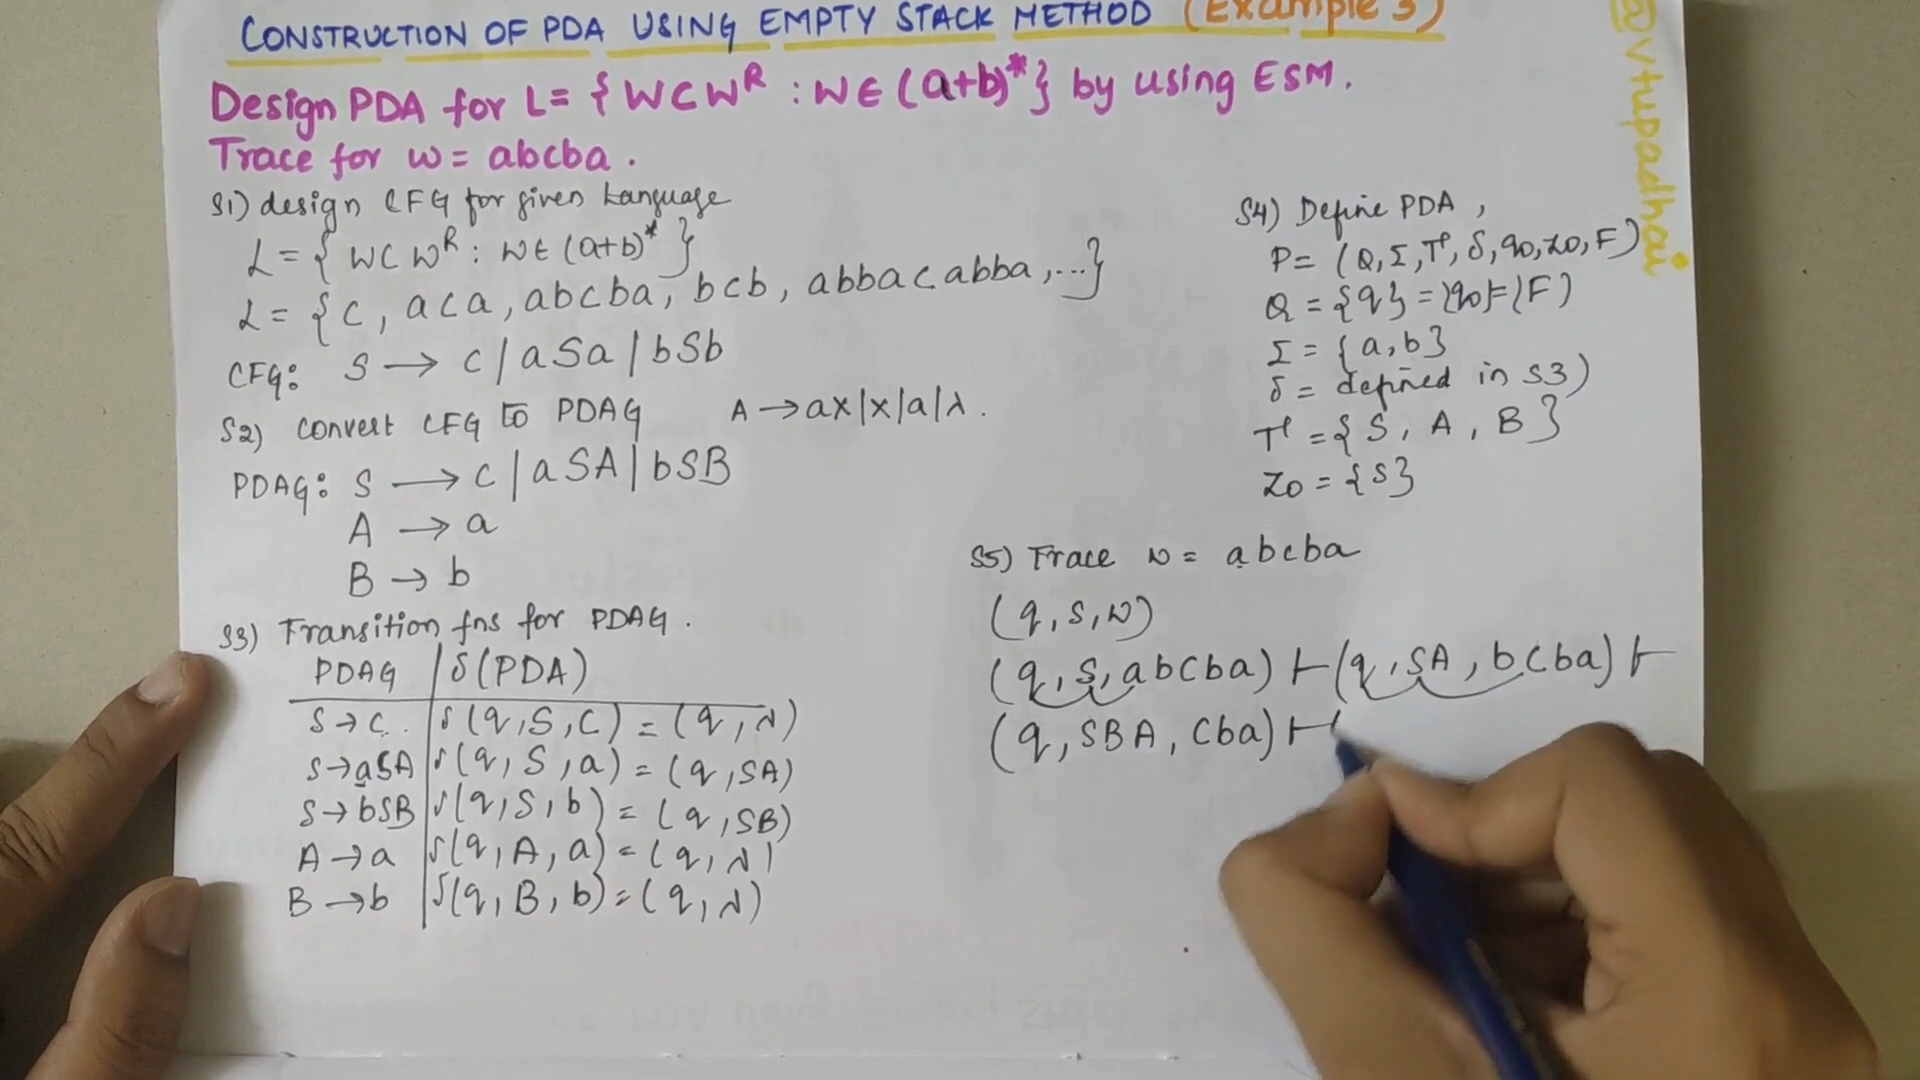 CONSTRUCTION OF PDA USING EMPTY STACK METHOD (Example 3)
Design PDA for L= { WCW^R : W∈(a+b)* } by using ESM.
Trace for w= abcba .
S1) design CFG for given Language
L = { WCW^R : W∈(a+b)* }
L = { c, aca, abcba, bcb, abbacabba, ...}
CFG: S → c | aSa | bSb
S2) Convert CFG to PDAG A → ax|x|a|λ.
PDAG: S → c | aSA | bSB
A → a
B → b
S3) Transition fns for PDAG.
PDAG | δ(PDA)
S→c. δ(q,S,C) = (q,λ)
S→aSA δ(q,S,a) = (q,SA)
S→bSB δ(q,S,b) = (q,SB)
A→a δ(q,A,a) = (q,λ)
B→b δ(q,B,b) = (q,λ)
S4) Define PDA ,
P = (Q,Σ,Γ,δ,q0,z0,F)
Q = {q} = {q0} = {F}
Σ = {a,b}
δ = defined in S3)
Γ = {S, A, B}
Z0 = {S}
S5) Trace w = abcba
(q,S,w)
(q,S,abcba) ⊢ (q,SA,bcba) ⊢
(q,SBA,cba) ⊢ (
@vtupadhai